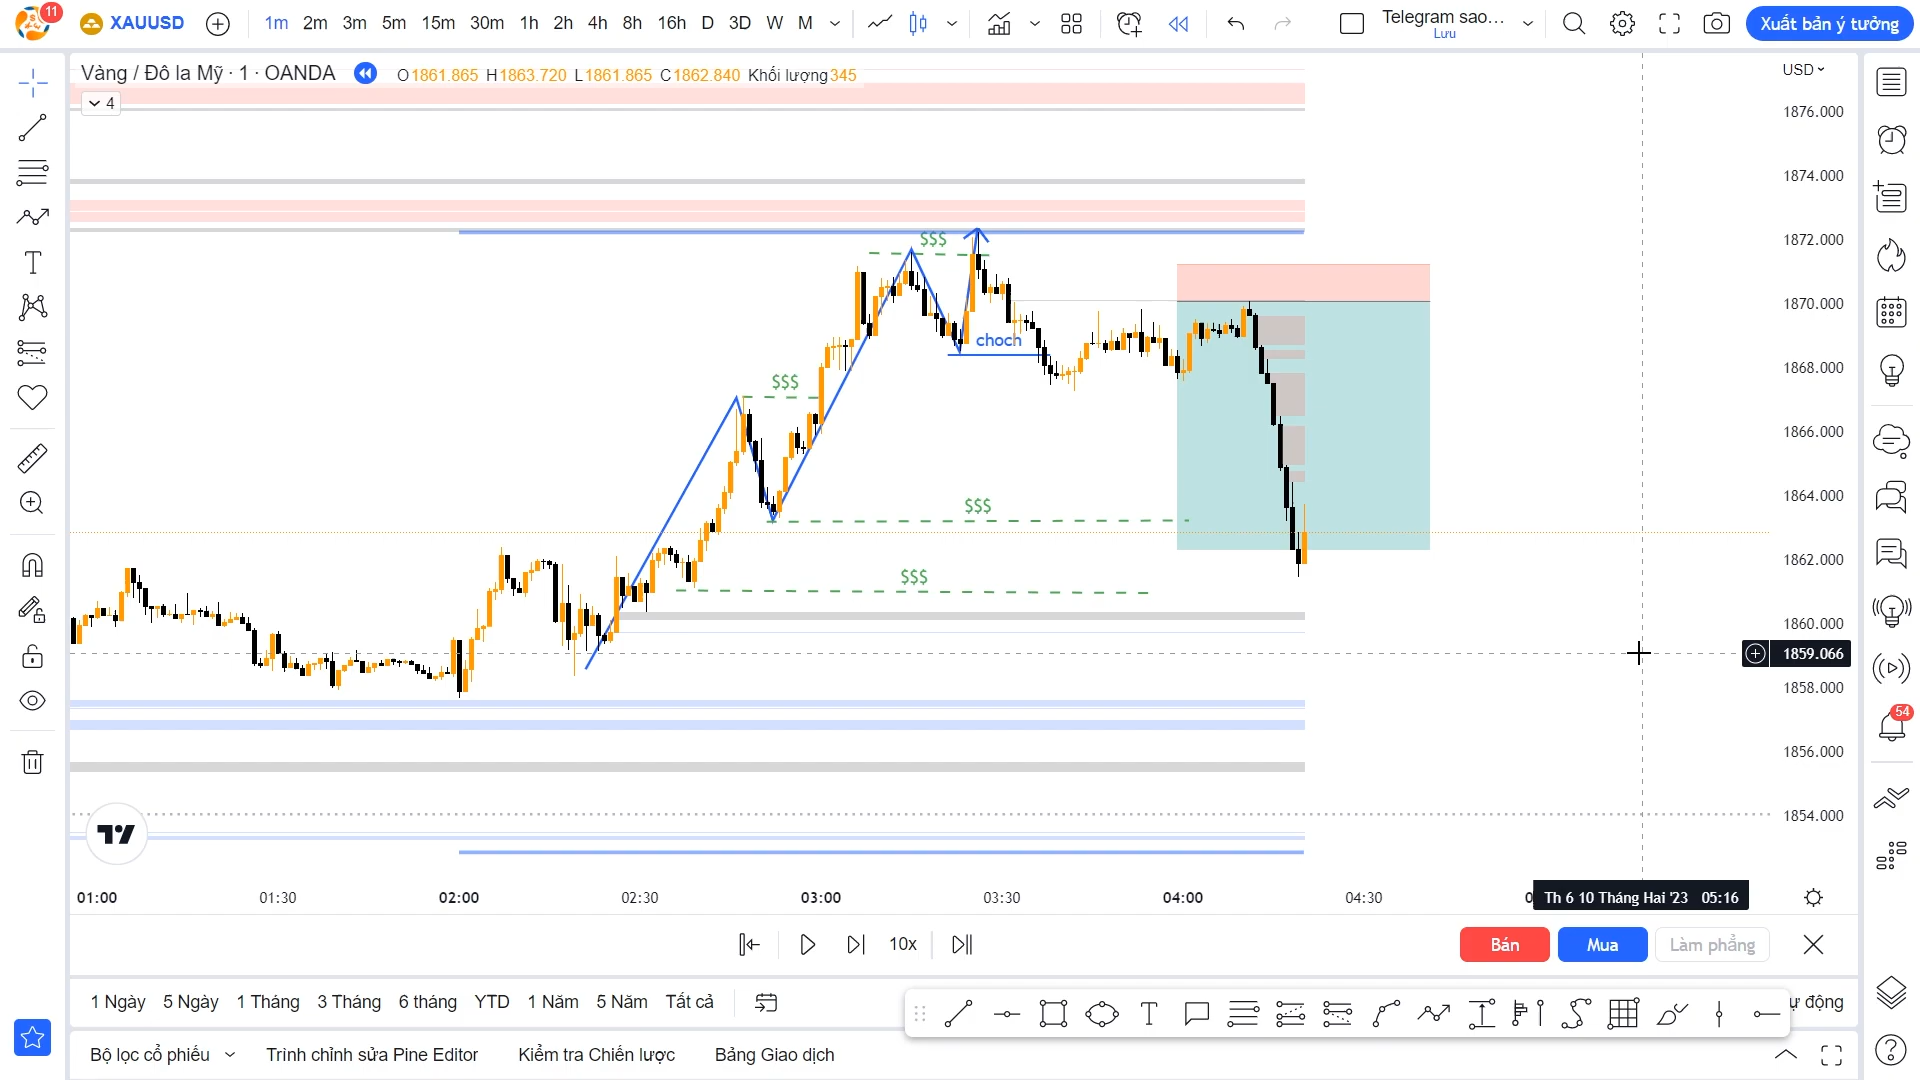 11
XAUUSD
1m 2m 3m 5m 15m 30m 1h 2h 4h 8h 16h D 3D W M
Telegram sao...
Lưu
Xuất bản ý tưởng
Vàng / Đô la Mỹ · 1 · OANDA
O1861.865 H1863.720 L1861.865 C1862.840 Khối lượng345
4
USD
1876.000
1874.000
1872.000
1870.000
1868.000
1866.000
1864.000
1862.000
1860.000
1859.066
1858.000
1856.000
1854.000
$$$
choch
$$$
$$$
$$$
54
01:00 01:30 02:00 02:30 03:00 03:30 04:00 04:30
Th 6 10 Tháng Hai '23 05:16
10x
Bán
Mua
Làm phẳng
1 Ngày 5 Ngày 1 Tháng 3 Tháng 6 tháng YTD 1 Năm 5 Năm Tất cả
ự động
Bộ lọc cổ phiếu
Trình chỉnh sửa Pine Editor
Kiểm tra Chiến lược
Bảng Giao dịch